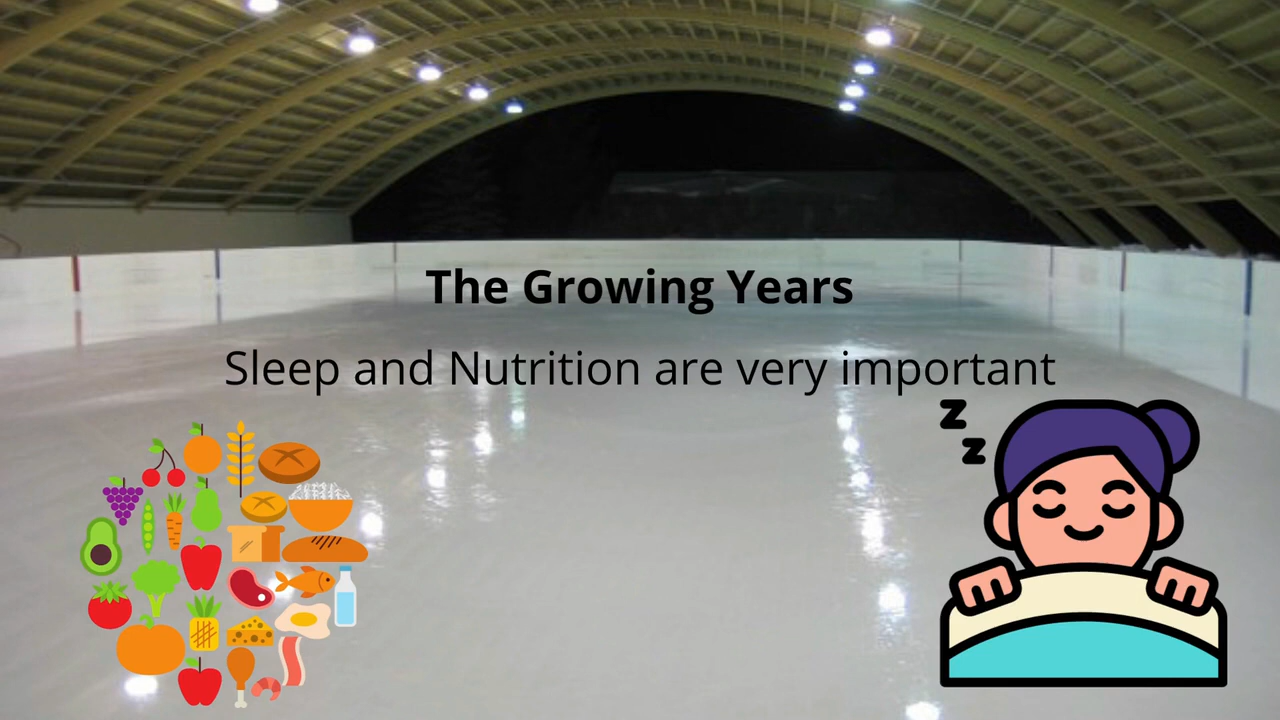 The Growing Years
Sleep and Nutrition are very important
z
z